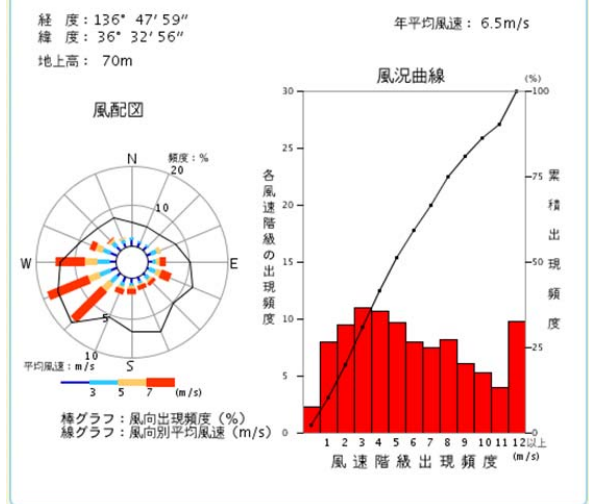 経　度：136°　47′59″
緯　度：36°　32′56″
地上高：　70m
年平均風速：　6.5m/s
風配図
N
頻度：%
20
10
W
E
5
10
S
平均風速：m/s
3　5　7　(m/s)
棒グラフ：風向出現頻度（%）
線グラフ：風向別平均風速（m/s）
風況曲線
(%)
30
25
20
15
10
5
0
各風速階級の出現頻度
100
75
50
25
0
累積出現頻度
1　2　3　4　5　6　7　8　9　10　11　12以上
(m/s)
風速階級出現頻度